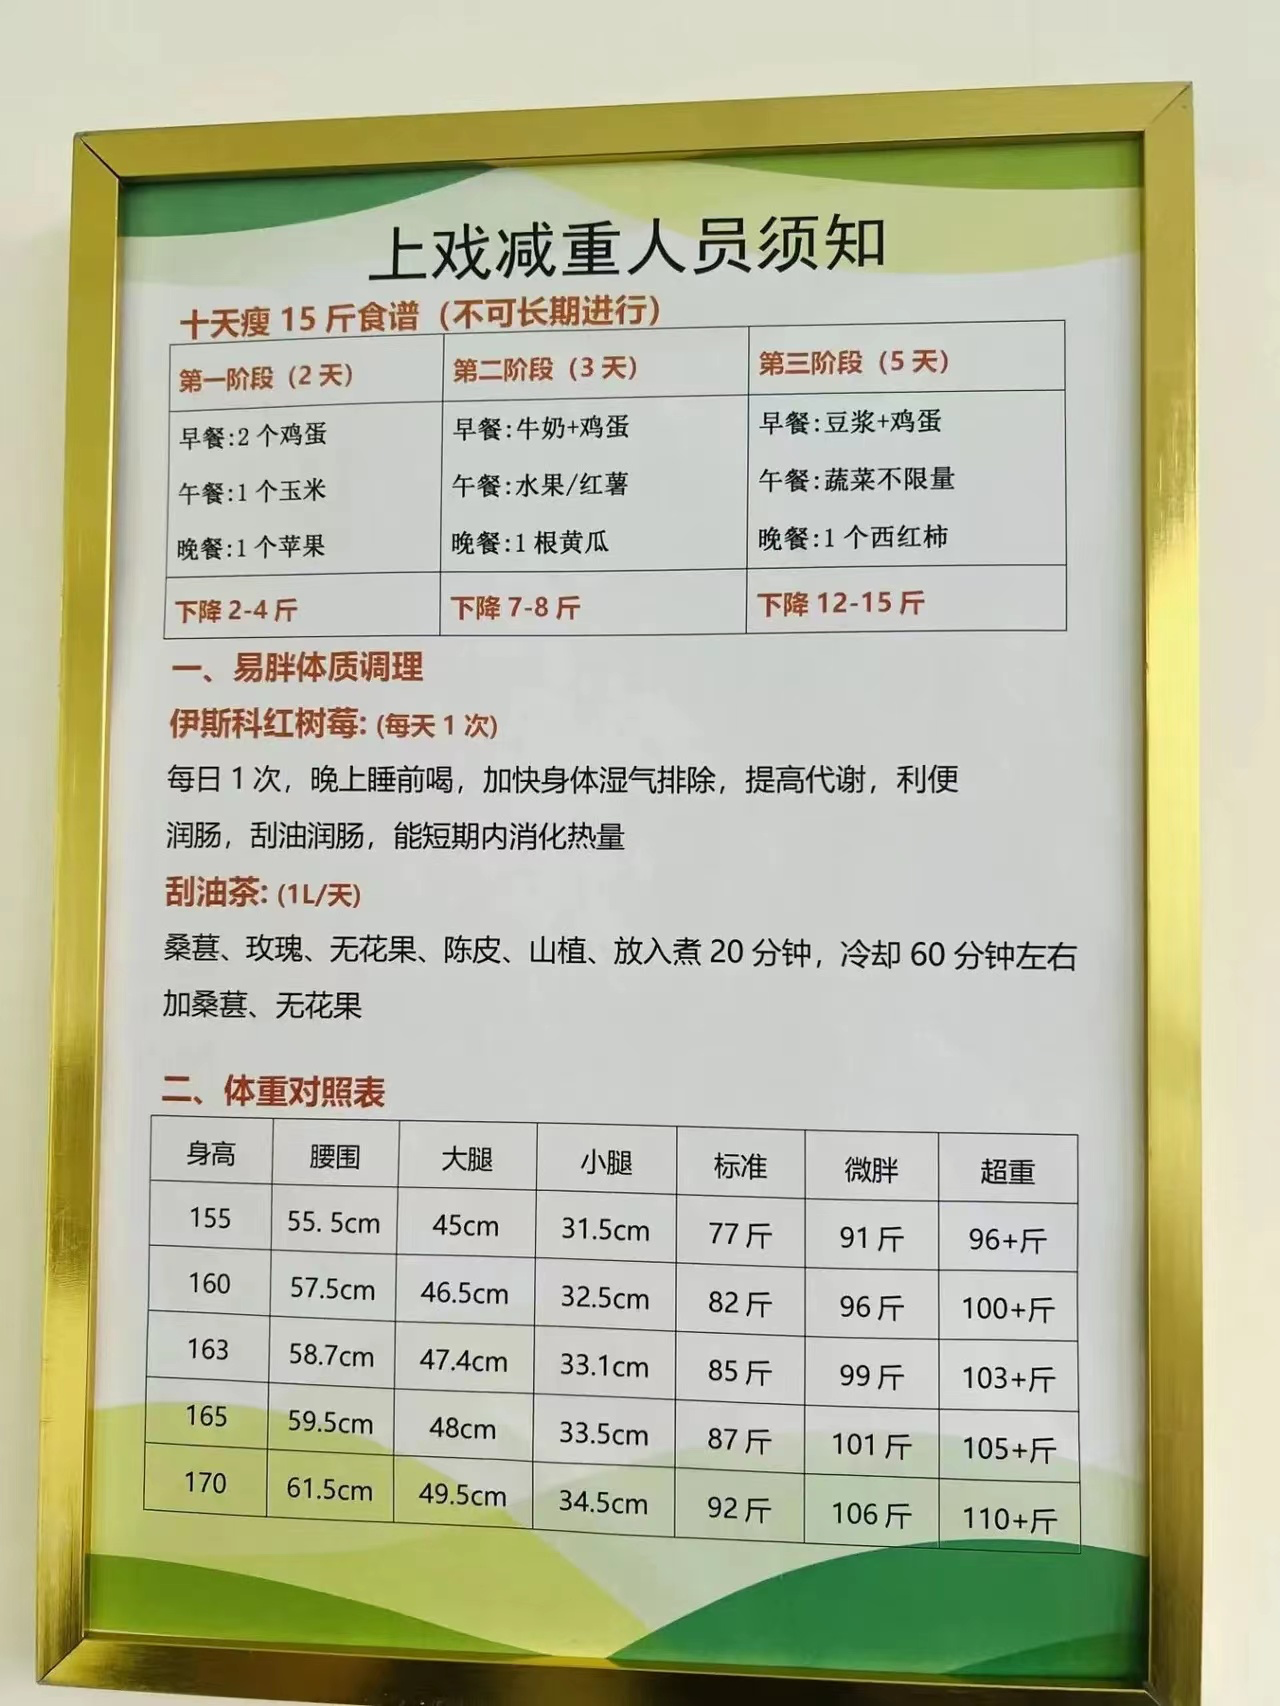 上戏减重人员须知
十天瘦 15 斤食谱（不可长期进行）
第一阶段（2 天） 第二阶段（3 天） 第三阶段（5 天）
早餐:2 个鸡蛋 早餐:牛奶+鸡蛋 早餐:豆浆+鸡蛋
午餐:1 个玉米 午餐:水果/红薯 午餐:蔬菜不限量
晚餐:1 个苹果 晚餐:1 根黄瓜 晚餐:1 个西红柿
下降 2-4 斤 下降 7-8 斤 下降 12-15 斤
一、易胖体质调理
伊斯科红树莓: (每天 1 次)
每日 1 次，晚上睡前喝，加快身体湿气排除，提高代谢，利便
润肠，刮油润肠，能短期内消化热量
刮油茶: (1L/天)
桑葚、玫瑰、无花果、陈皮、山植、放入煮 20 分钟，冷却 60 分钟左右
加桑葚、无花果
二、体重对照表
身高 腰围 大腿 小腿 标准 微胖 超重
155 55. 5cm 45cm 31.5cm 77 斤 91 斤 96+斤
160 57.5cm 46.5cm 32.5cm 82 斤 96 斤 100+斤
163 58.7cm 47.4cm 33.1cm 85 斤 99 斤 103+斤
165 59.5cm 48cm 33.5cm 87 斤 101 斤 105+斤
170 61.5cm 49.5cm 34.5cm 92 斤 106 斤 110+斤